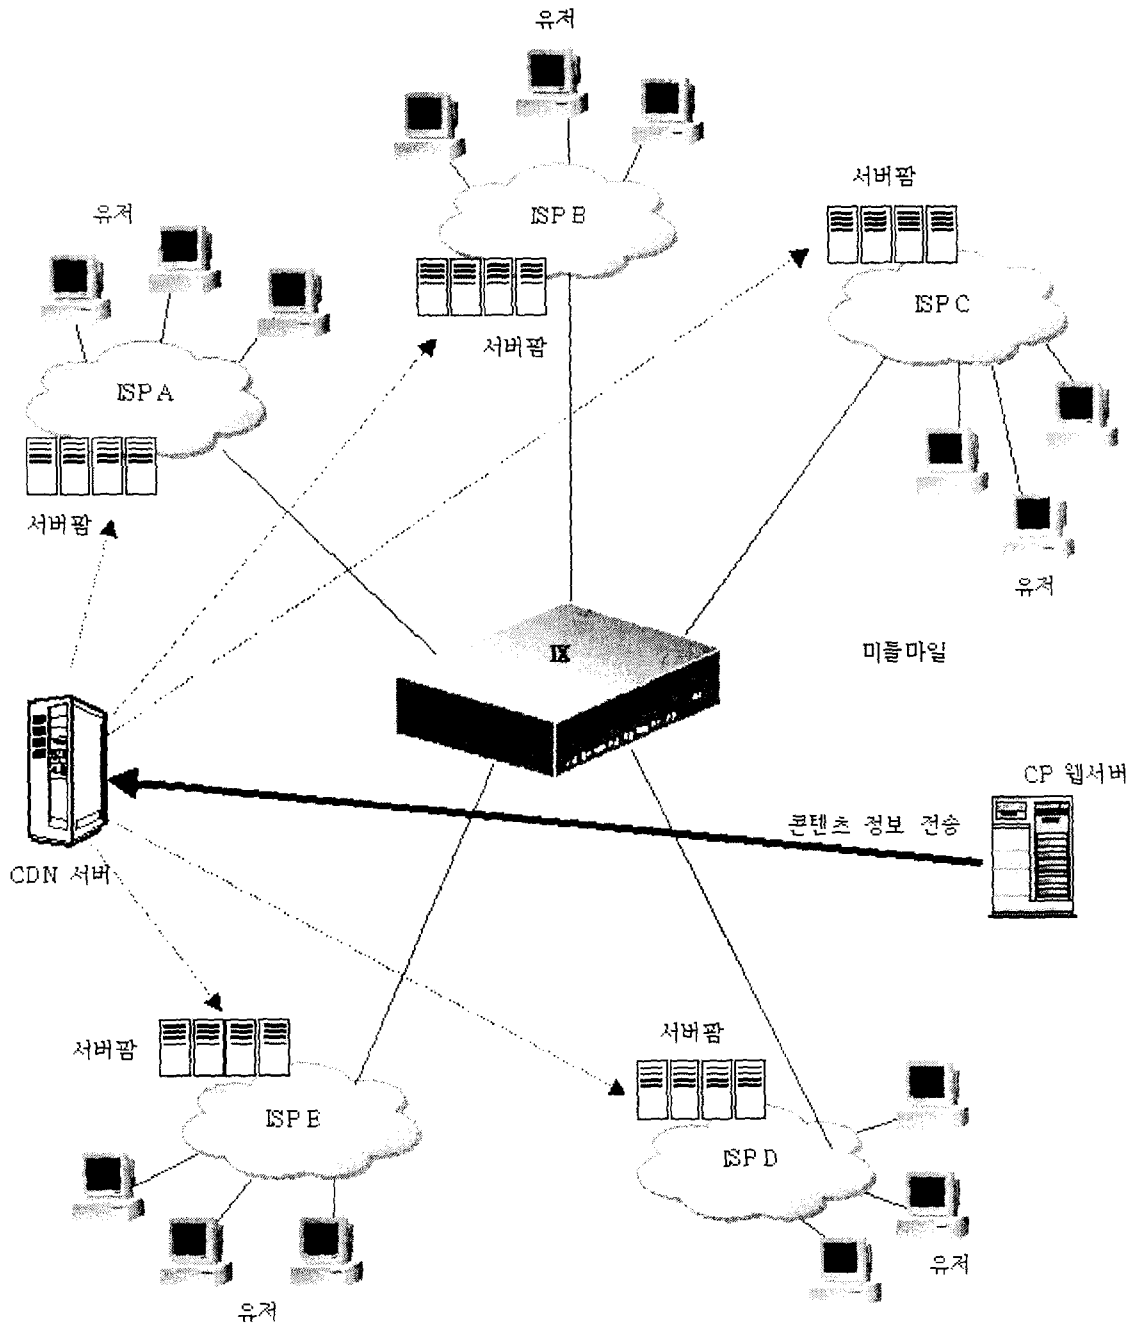 유저
ISP B
서버팜
서버팜
유저
ISP C
ISP A
서버팜
유저
IX
미들마일
CP 웹서버
콘텐츠 정보 전송
CDN 서버
서버팜
서버팜
ISP E
ISP D
유저
유저